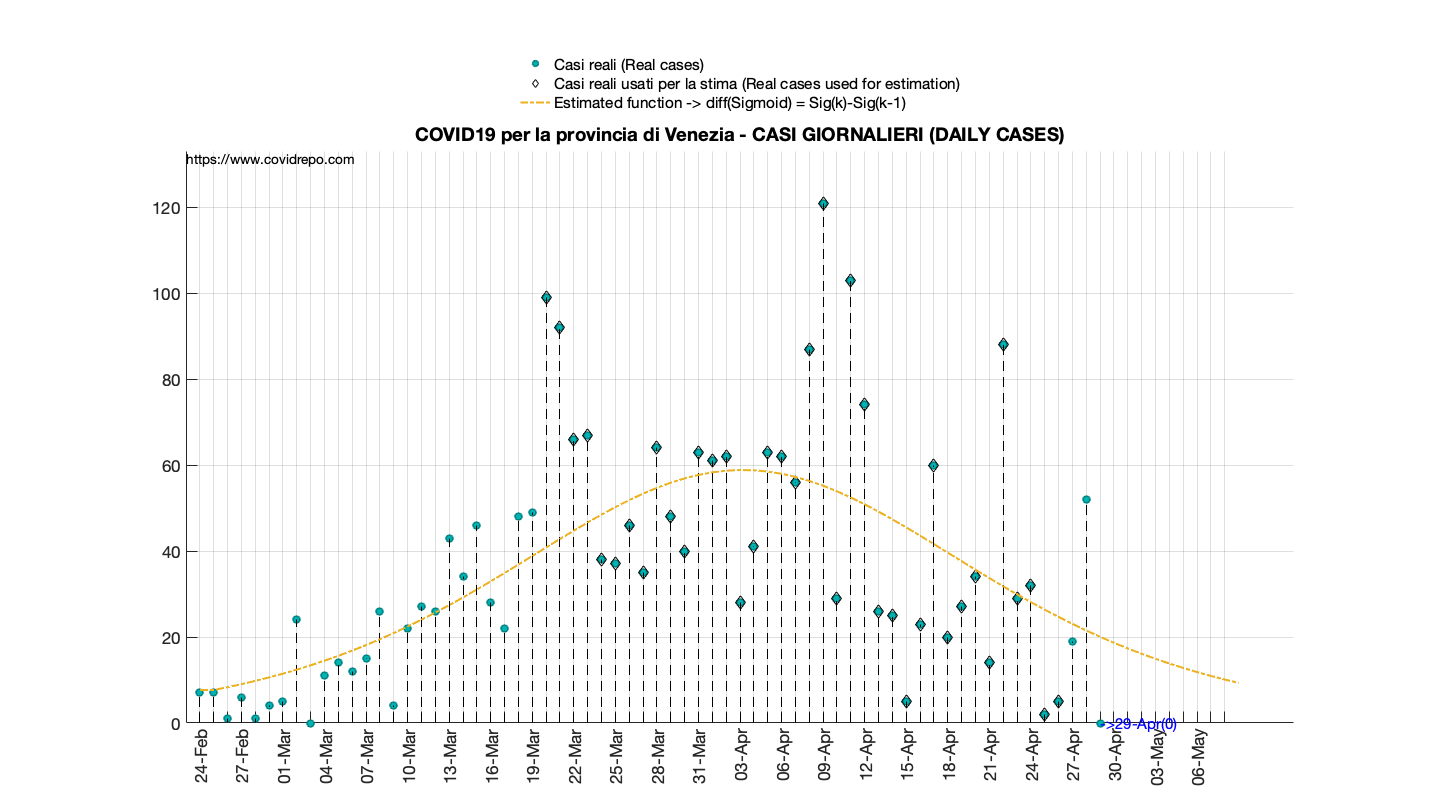 Casi reali (Real cases)
Casi reali usati per la stima (Real cases used for estimation)
Estimated function -> diff(Sigmoid) = Sig(k)-Sig(k-1)
COVID19 per la provincia di Venezia - CASI GIORNALIERI (DAILY CASES)
https://www.covidrepo.com
120
100
80
60
40
20
0
->29-Apr(0)
24-Feb
27-Feb
01-Mar
04-Mar
07-Mar
10-Mar
13-Mar
16-Mar
19-Mar
22-Mar
25-Mar
28-Mar
31-Mar
03-Apr
06-Apr
09-Apr
12-Apr
15-Apr
18-Apr
21-Apr
24-Apr
27-Apr
30-Apr
03-May
06-May